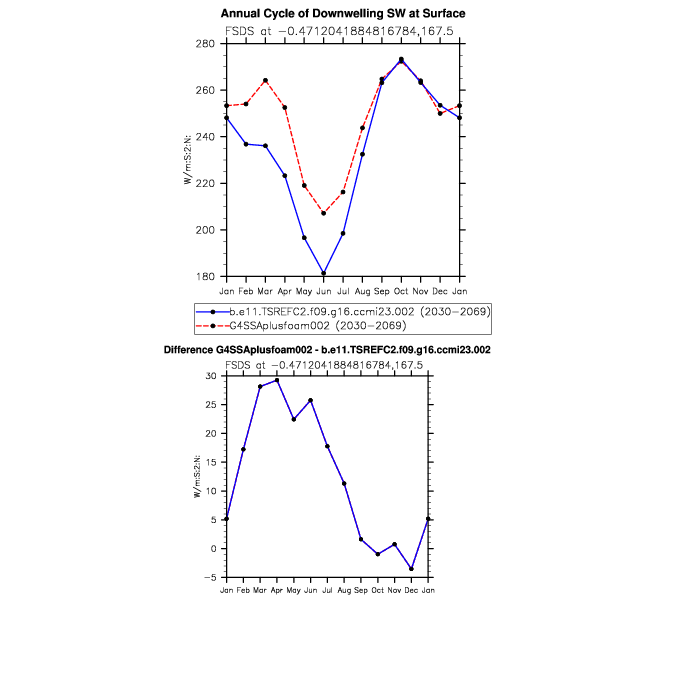 Annual Cycle of Downwelling SW at Surface
FSDS at −0.4712041884816784,167.5
280
260
240
220
200
180
W/m:S:2:N:
Jan Feb Mar Apr May Jun Jul Aug Sep Oct Nov Dec Jan
b.e11.TSREFC2.f09.g16.ccmi23.002 (2030−2069)
G4SSAplusfoam002 (2030−2069)
Difference G4SSAplusfoam002 - b.e11.TSREFC2.f09.g16.ccmi23.002
FSDS at −0.4712041884816784,167.5
30
25
20
15
10
5
0
−5
W/m:S:2:N:
Jan Feb Mar Apr May Jun Jul Aug Sep Oct Nov Dec Jan